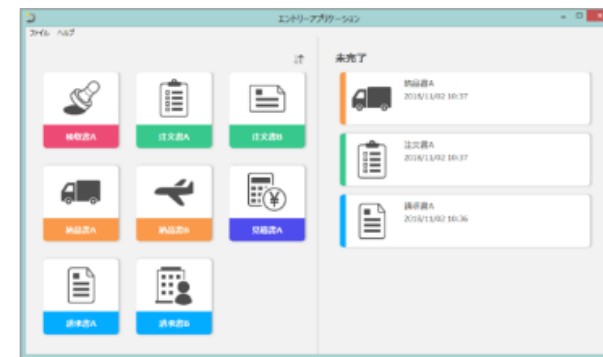 エントリーアプリケーション
ファイル ヘルプ
未完了
検収書A
注文書A
注文書B
納品書A
納品書B
見積書A
請求書A
請求書B
納品書A
2018/11/02 10:37
注文書A
2018/11/02 10:37
請求書A
2018/11/02 10:36